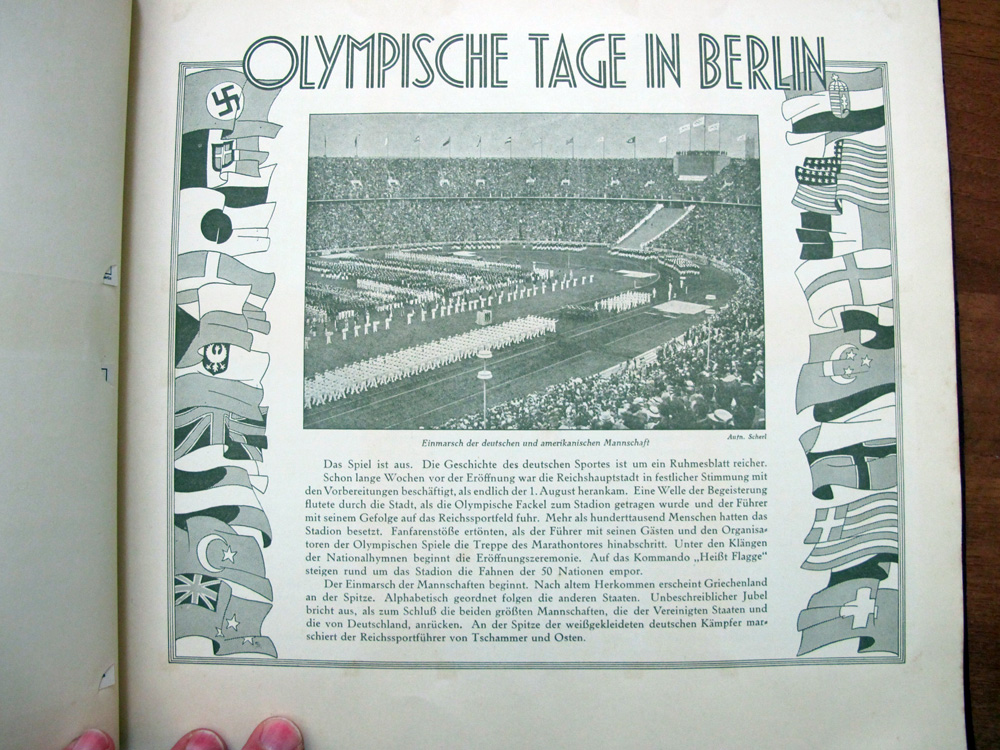 OLYMPISCHE TAGE IN BERLIN
Aufn. Scherl
Einmarsch der deutschen und amerikanischen Mannschaft
Das Spiel ist aus. Die Geschichte des deutschen Sportes ist um ein Ruhmesblatt reicher.
Schon lange Wochen vor der Eröffnung war die Reichshauptstadt in festlicher Stimmung mit
den Vorbereitungen beschäftigt, als endlich der 1. August herankam. Eine Welle der Begeisterung
flutete durch die Stadt, als die Olympische Fackel zum Stadion getragen wurde und der Führer
mit seinem Gefolge auf das Reichssportfeld fuhr. Mehr als hunderttausend Menschen hatten das
Stadion besetzt. Fanfarenstöße ertönten, als der Führer mit seinen Gästen und den Organisa-
toren der Olympischen Spiele die Treppe des Marathontores hinabschritt. Unter den Klängen
der Nationalhymnen beginnt die Eröffnungszeremonie. Auf das Kommando „Heißt Flagge“
steigen rund um das Stadion die Fahnen der 50 Nationen empor.
Der Einmarsch der Mannschaften beginnt. Nach altem Herkommen erscheint Griechenland
an der Spitze. Alphabetisch geordnet folgen die anderen Staaten. Unbeschreiblicher Jubel
bricht aus, als zum Schluß die beiden größten Mannschaften, die der Vereinigten Staaten und
die von Deutschland, anrücken. An der Spitze der weißgekleideten deutschen Kämpfer mar-
schiert der Reichssportführer von Tschammer und Osten.